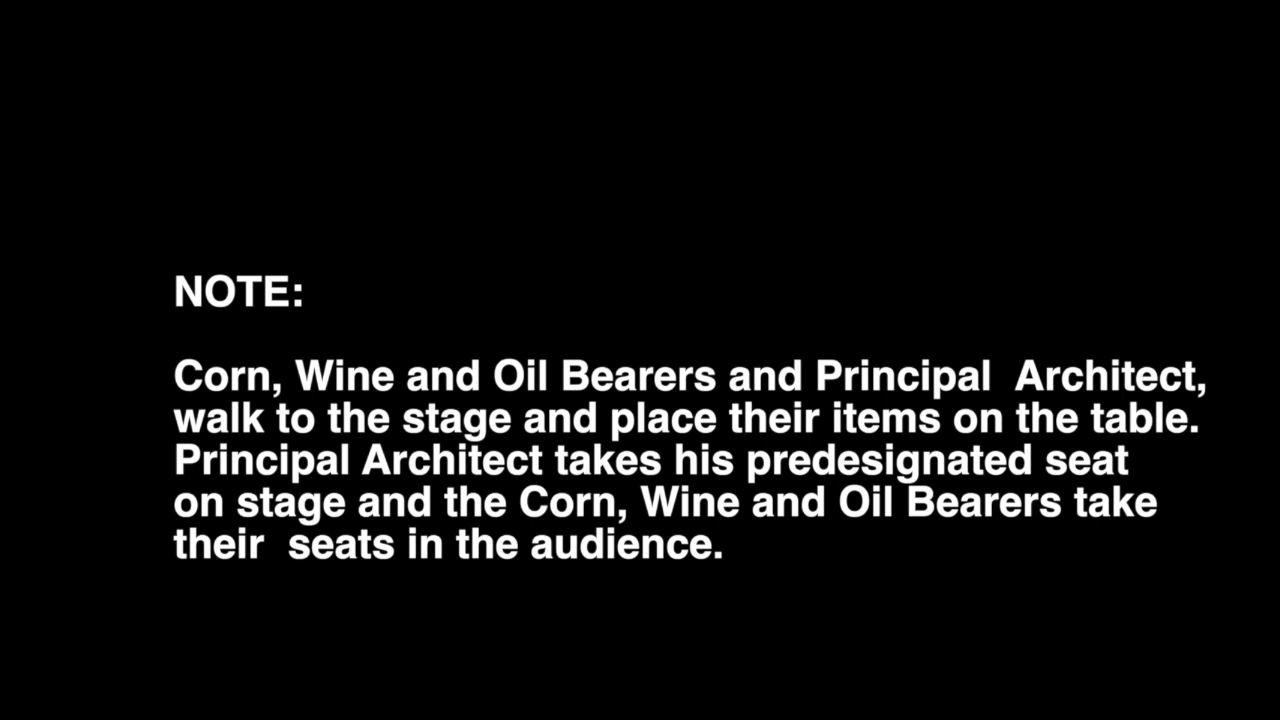 NOTE:
Corn, Wine and Oil Bearers and Principal  Architect,
walk to the stage and place their items on the table.
Principal Architect takes his predesignated seat
on stage and the Corn, Wine and Oil Bearers take
their  seats in the audience.